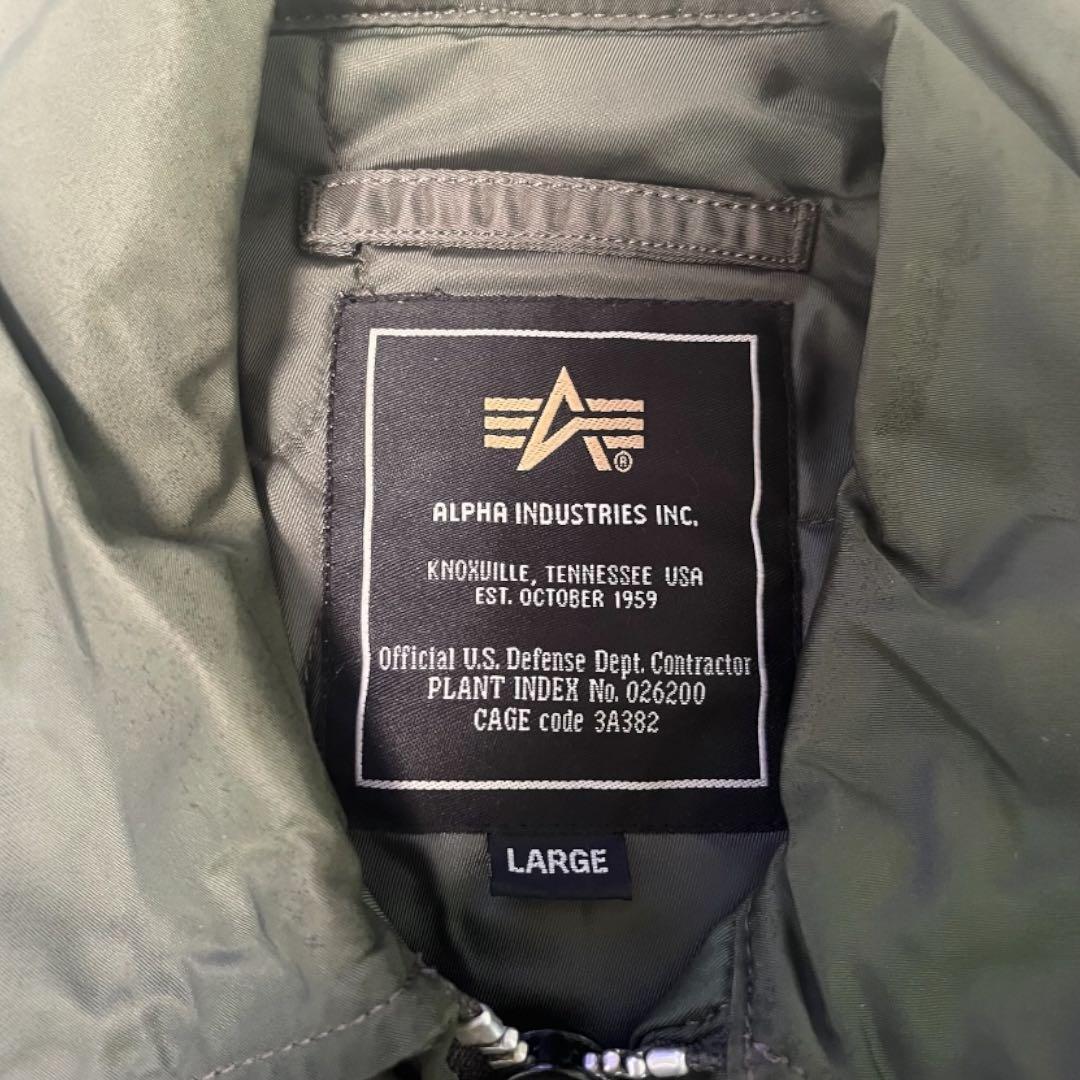 ®
ALPHA INDUSTRIES INC.
KNOXVILLE, TENNESSEE USA
EST. OCTOBER 1959
Official U.S. Defense Dept. Contractor
PLANT INDEX No. 026200
CAGE code 3A382
LARGE